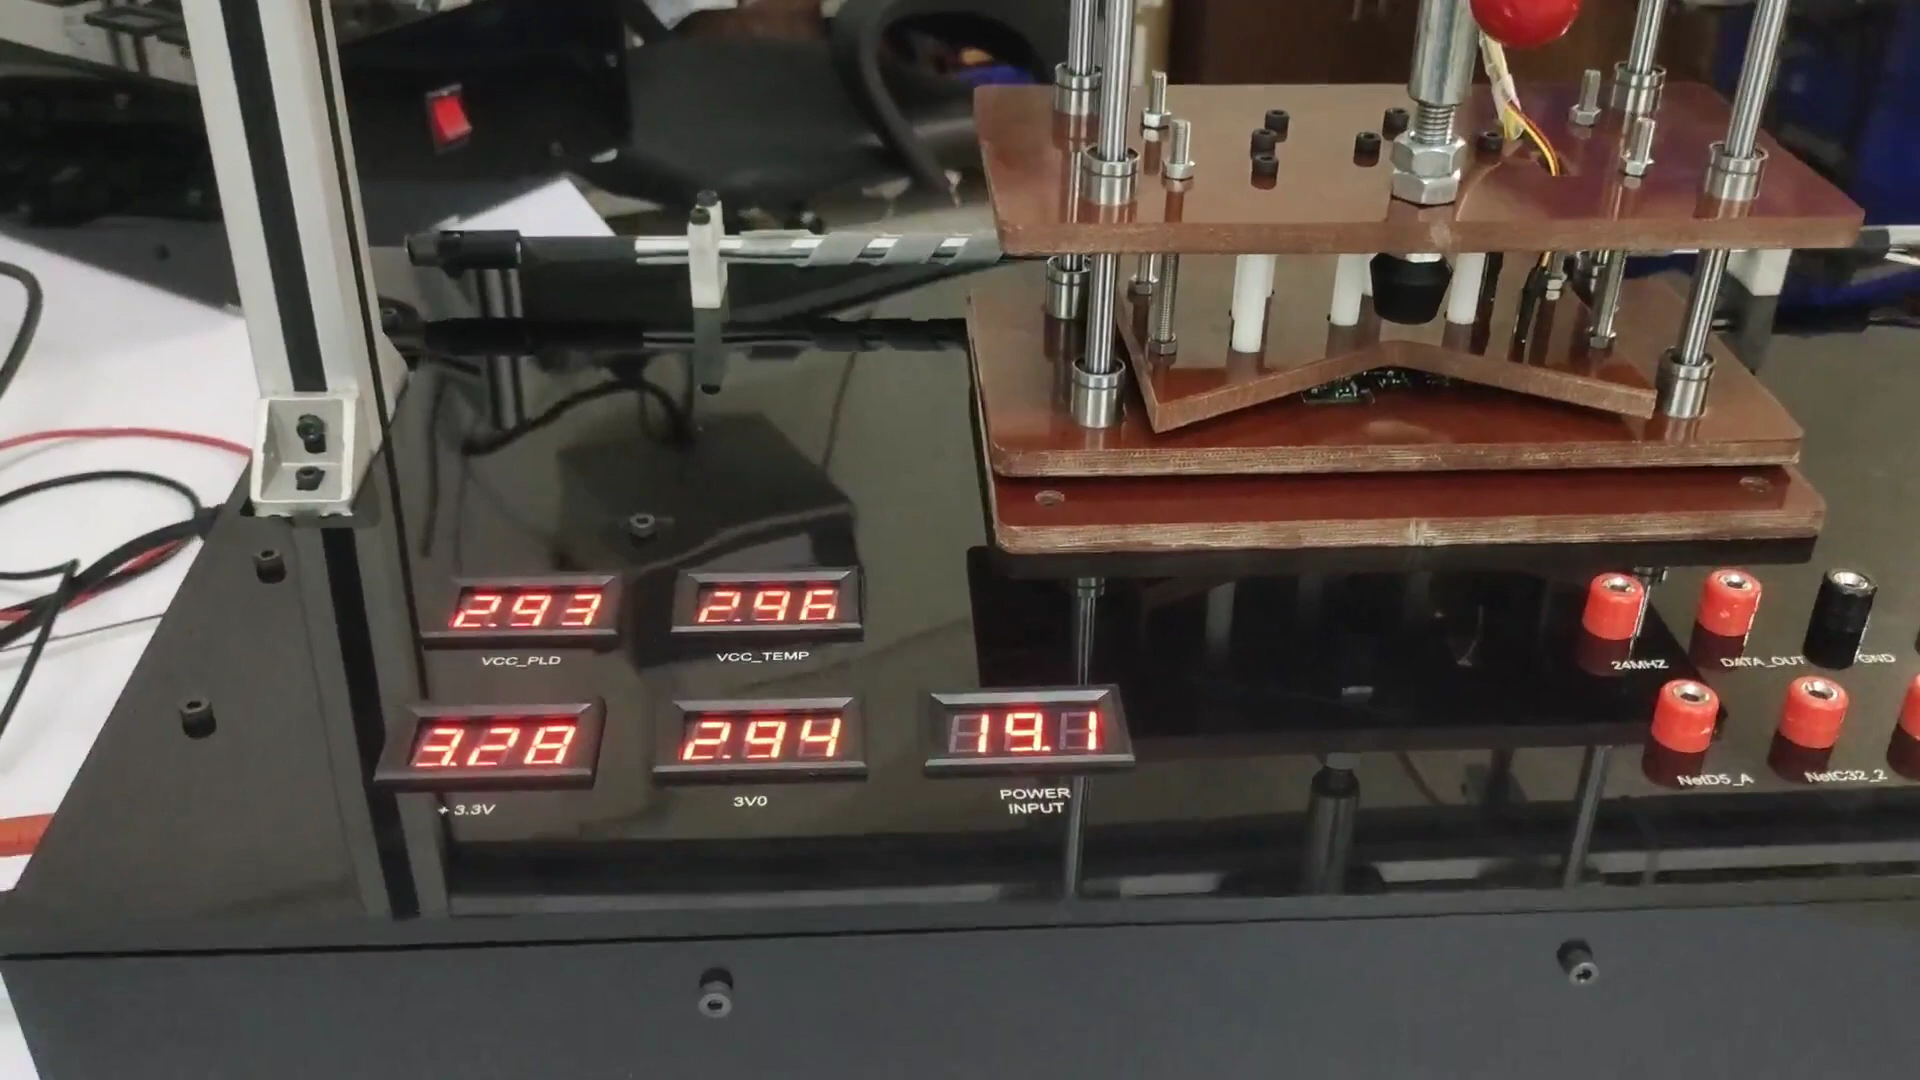 2.93
2.96
VCC_PLD
VCC_TEMP
3.28
2.94
19.1
+ 3.3V
3V0
POWER
INPUT
24MHZ
DATA_OUT
GND
NetD5_A
NetC32_2